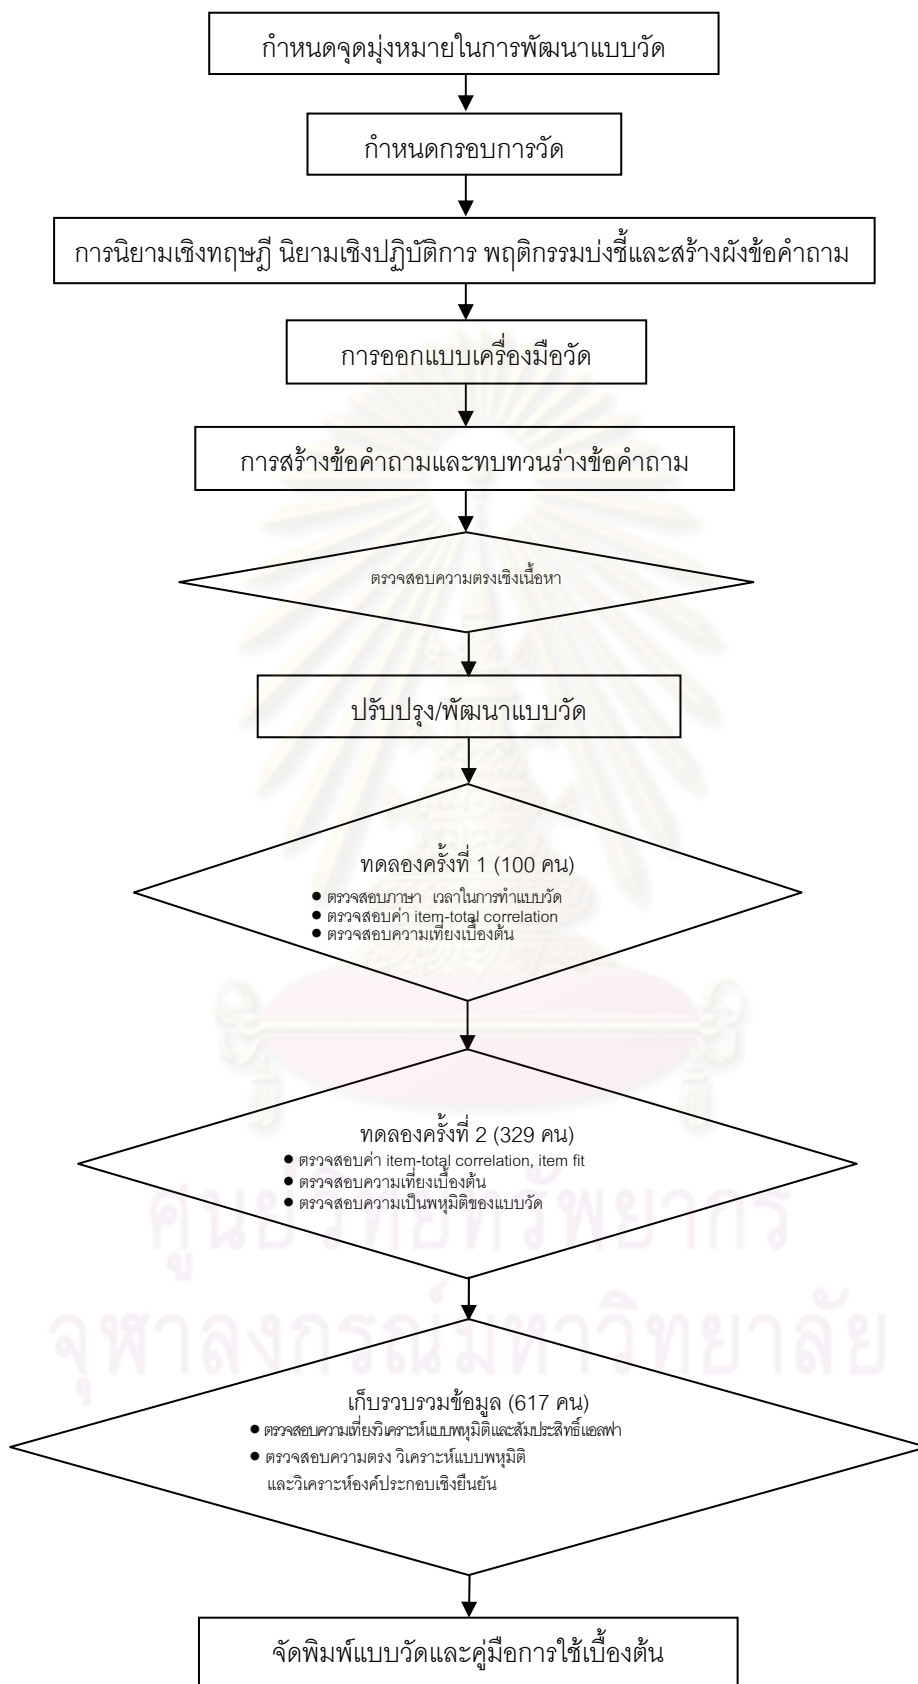 กำหนดจุดมุ่งหมายในการพัฒนาแบบวัด
กำหนดกรอบการวัด
การนิยามเชิงทฤษฎี นิยามเชิงปฏิบัติการ พฤติกรรมบ่งชี้และสร้างผังข้อคำถาม
การออกแบบเครื่องมือวัด
การสร้างข้อคำถามและทบทวนร่างข้อคำถาม
ตรวจสอบความตรงเชิงเนื้อหา
ปรับปรุง/พัฒนาแบบวัด
ทดลองครั้งที่ 1 (100 คน)
● ตรวจสอบภาษา เวลาในการทำแบบวัด
● ตรวจสอบค่า item-total correlation
● ตรวจสอบความเที่ยงเบื้องต้น
ทดลองครั้งที่ 2 (329 คน)
● ตรวจสอบค่า item-total correlation, item fit
● ตรวจสอบความเที่ยงเบื้องต้น
● ตรวจสอบความเป็นพหุมิติของแบบวัด
ศูนย์วิทยทรัพยากร
จุฬาลงกรณ์มหาวิทยาลัย
เก็บรวบรวมข้อมูล (617 คน)
● ตรวจสอบความเที่ยงวิเคราะห์แบบพหุมิติและสัมประสิทธิ์แอลฟา
● ตรวจสอบความตรง วิเคราะห์แบบพหุมิติ
และวิเคราะห์องค์ประกอบเชิงยืนยัน
จัดพิมพ์แบบวัดและคู่มือการใช้เบื้องต้น